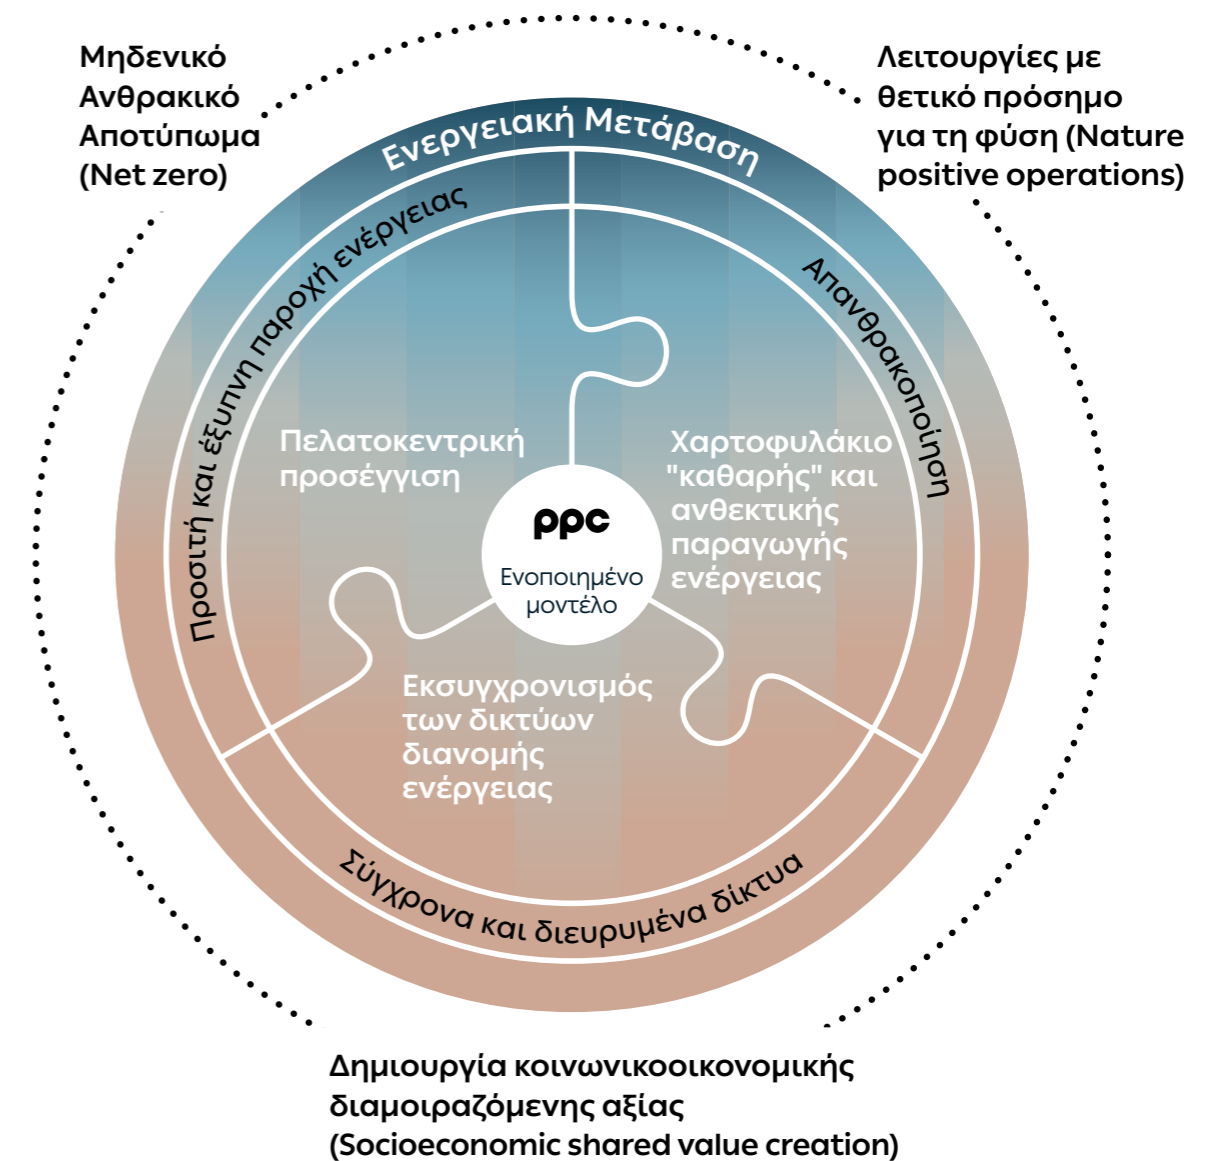 Μηδενικό
Ανθρακικό
Αποτύπωμα
(Net zero)
Λειτουργίες με
θετικό πρόσημο
για τη φύση (Nature
positive operations)
Ενεργειακή Μετάβαση
Προσιτή και έξυπνη παροχή ενέργειας
Απανθρακοποίηση
Πελατοκεντρική
προσέγγιση
Χαρτοφυλάκιο
"καθαρής" και
ανθεκτικής
παραγωγής
ενέργειας
ppc
Ενοποιημένο
μοντέλο
Εκσυγχρονισμός
των δικτύων
διανομής
ενέργειας
Σύγχρονα και διευρυμένα δίκτυα
Δημιουργία κοινωνικοοικονομικής
διαμοιραζόμενης αξίας
(Socioeconomic shared value creation)